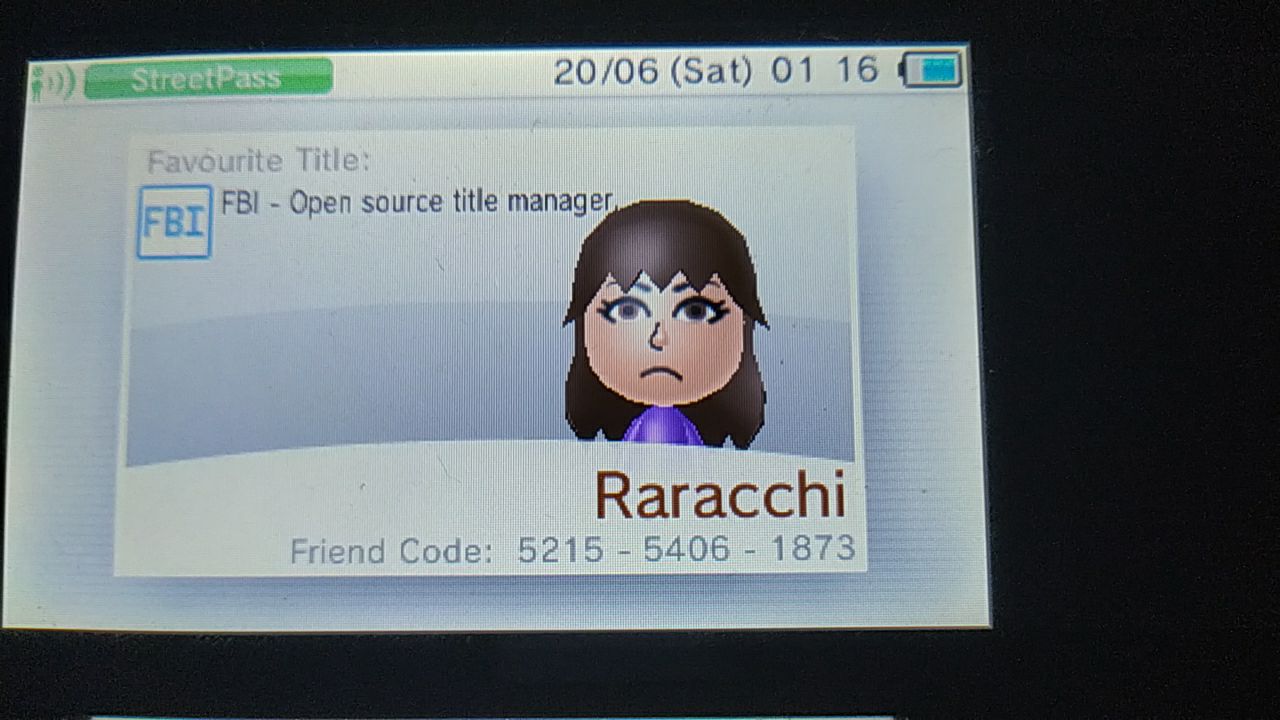 StreetPass 20/06 (Sat) 01 16
Favourite Title:
FBI
FBI - Open source title manager.
Raracchi
Friend Code: 5215 - 5406 - 1873